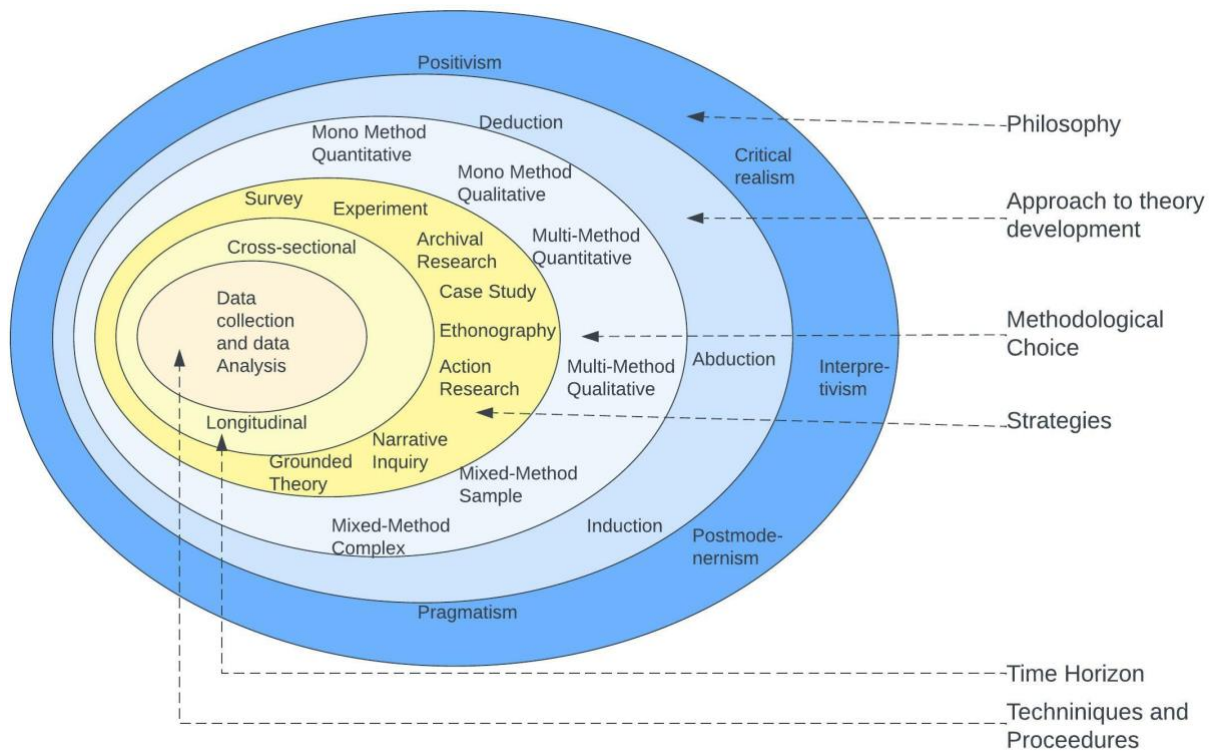 Positivism
Deduction
Mono Method
Quantitative
Mono Method
Qualitative
Critical
realism
Survey
Experiment
Cross-sectional
Archival
Research
Multi-Method
Quantitative
Data
collection
and data
Analysis
Case Study
Ethonography
Action
Research
Multi-Method
Qualitative
Abduction
Interpre-
tivism
Longitudinal
Narrative
Inquiry
Grounded
Theory
Mixed-Method
Sample
Mixed-Method
Complex
Induction
Postmode-
nernism
Pragmatism
Philosophy
Approach to theory
development
Methodological
Choice
Strategies
Time Horizon
Techniniques and
Proceedures